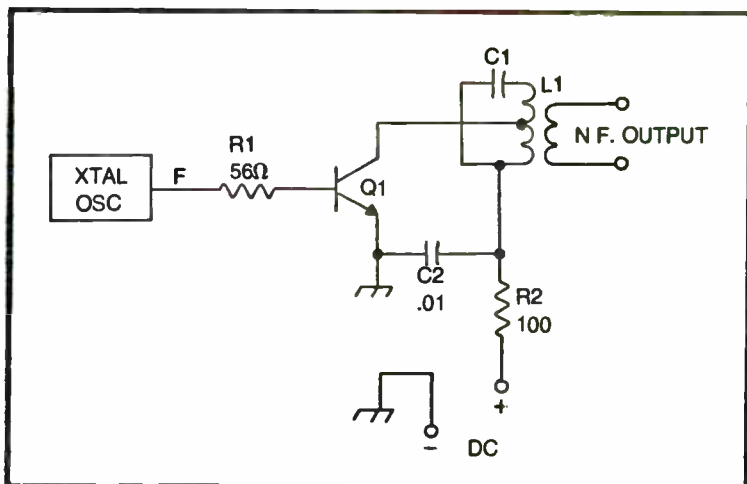 C1
L1
N F. OUTPUT
R1
56Ω
XTAL
OSC
F
Q1
C2
.01
R2
100
+
-
DC